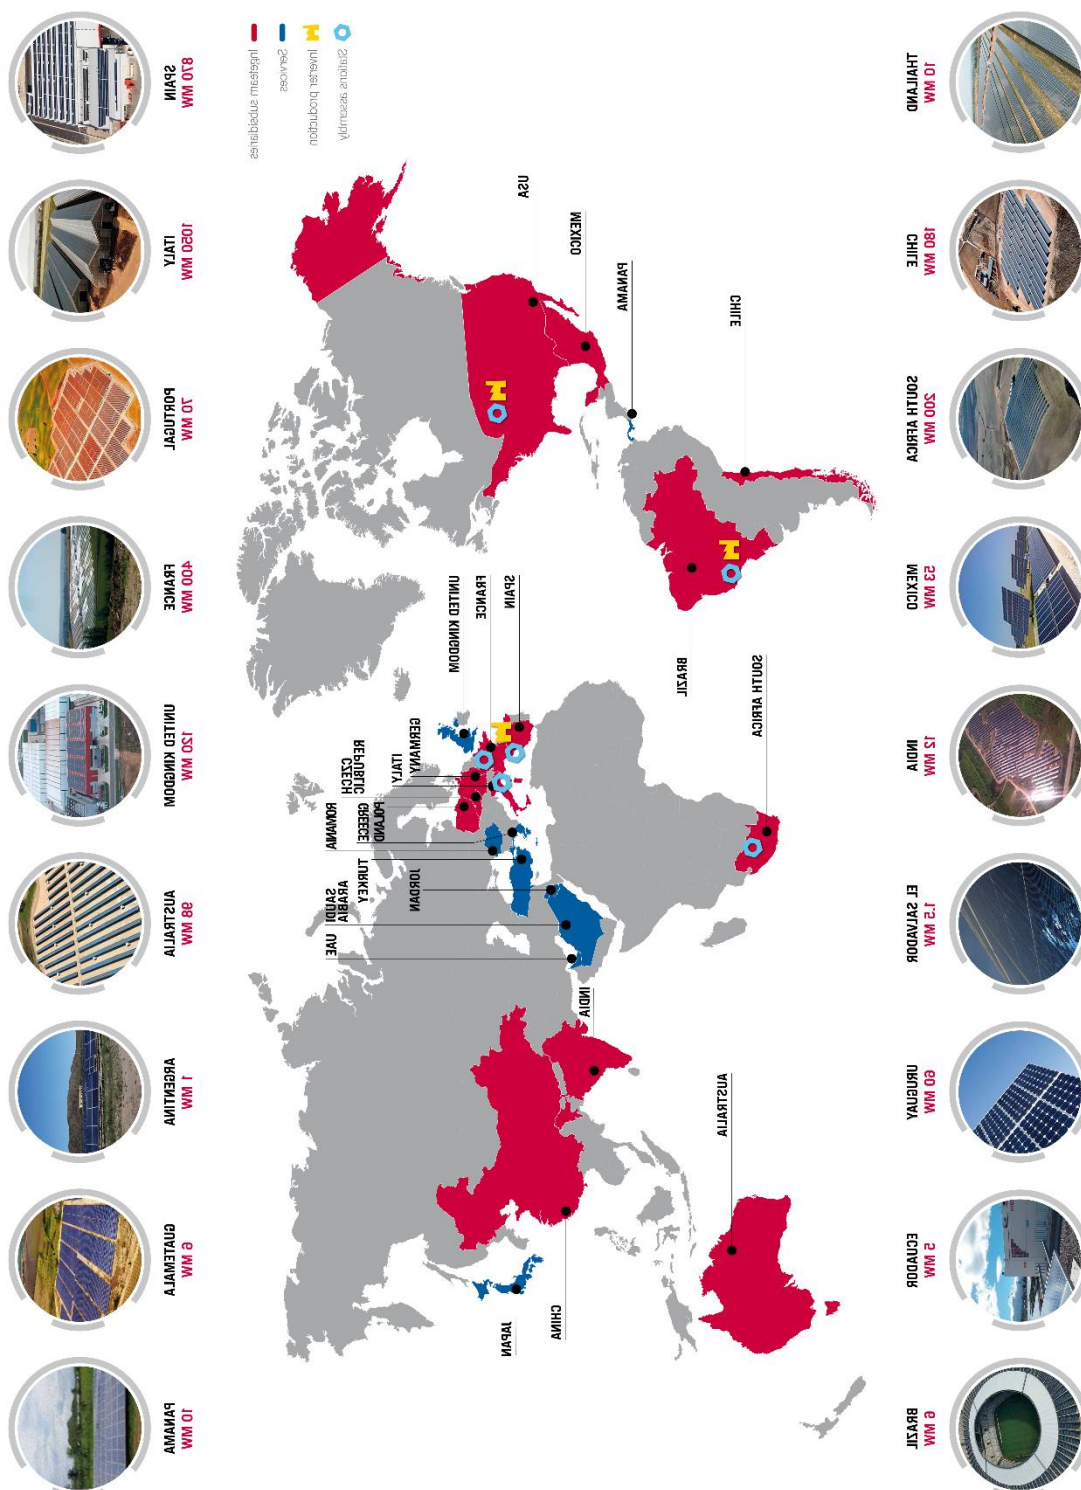 SPAIN
870 MW
ITALY
1050 MW
PORTUGAL
70 MW
FRANCE
400 MW
UNITED KINGDOM
120 MW
AUSTRALIA
98 MW
ARGENTINA
1 MW
GUATEMALA
6 MW
PANAMA
10 MW
Ingeteam subsidiaries
Services
Inverter production
Stations assembly
USA
MEXICO
PANAMA
CHILE
BRAZIL
UNITED KINGDOM
FRANCE
SPAIN
GERMANY
ITALY
CZECH
REPUBLIC
POLAND
GREECE
ROMANIA
TURKEY
JORDAN
SAUDI
ARABIA
UAE
SOUTH AFRICA
INDIA
CHINA
JAPAN
AUSTRALIA
THAILAND
10 MW
CHILE
180 MW
SOUTH AFRICA
200 MW
MEXICO
53 MW
INDIA
12 MW
EL SALVADOR
1.5 MW
URUGUAY
60 MW
ECUADOR
5 MW
BRAZIL
6 MW